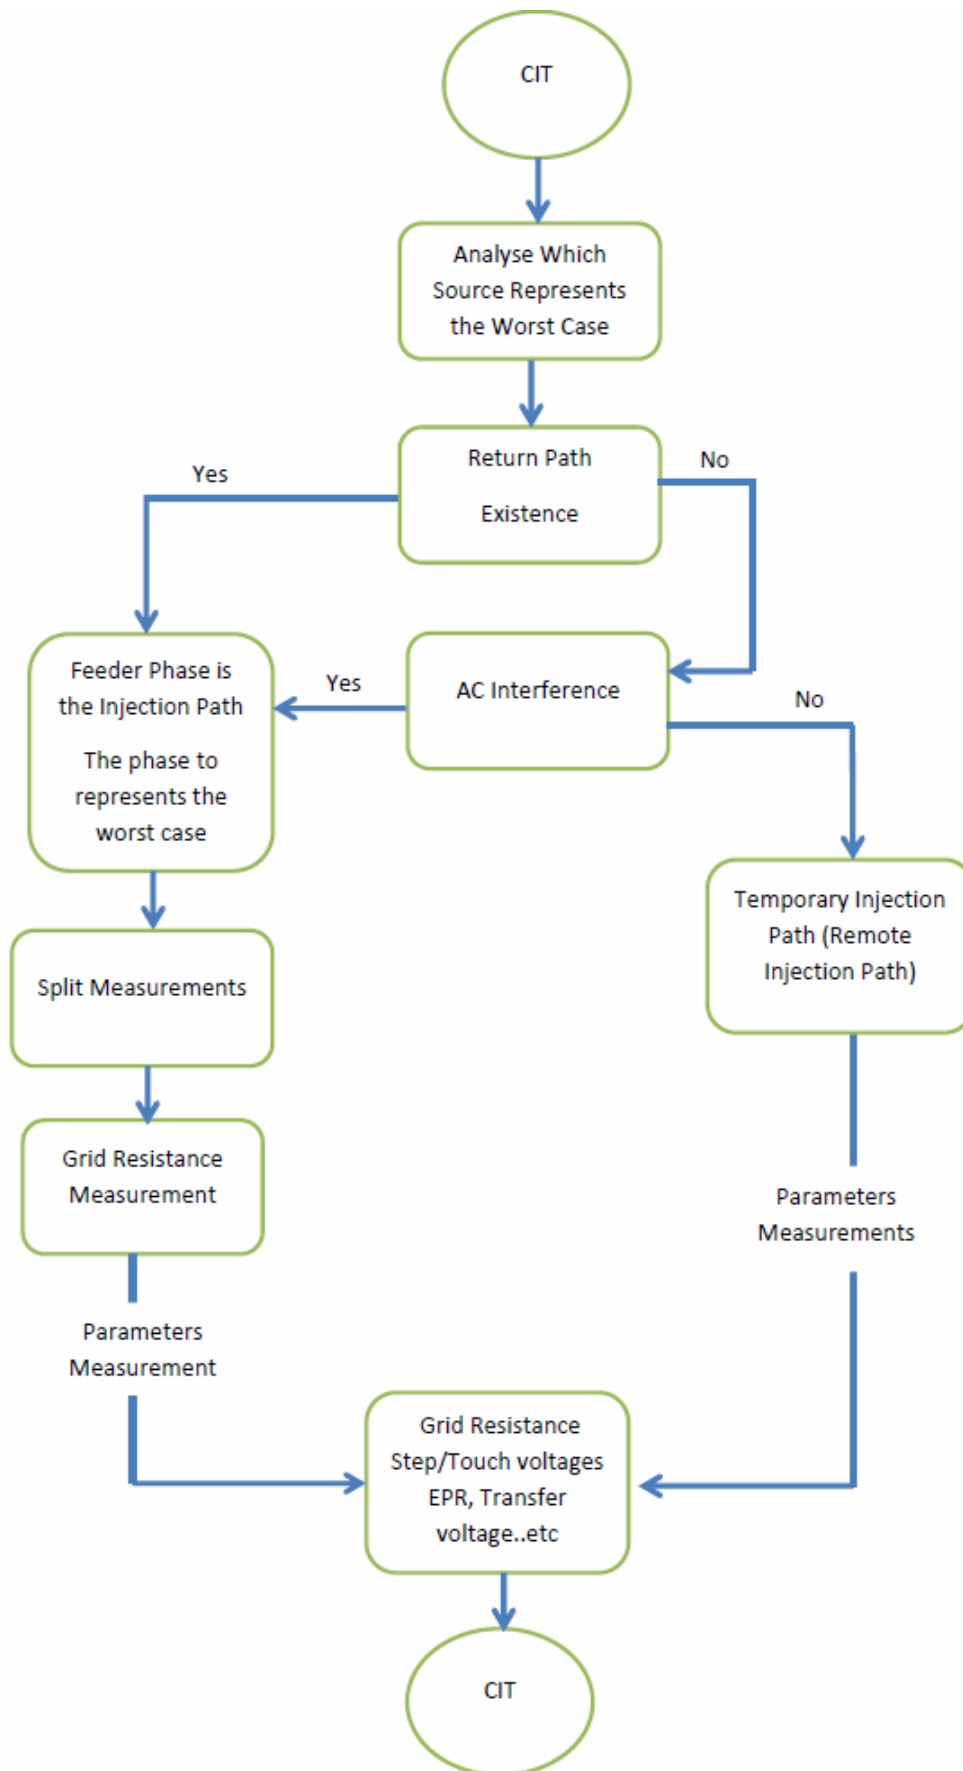 CIT
Analyse Which
Source Represents
the Worst Case
Return Path
Existence
Yes
No
Feeder Phase is
the Injection Path
The phase to
represents the
worst case
Yes
AC Interference
No
Temporary Injection
Path (Remote
Injection Path)
Split Measurements
Grid Resistance
Measurement
Parameters
Measurements
Parameters
Measurement
Grid Resistance
Step/Touch voltages
EPR, Transfer
voltage..etc
CIT